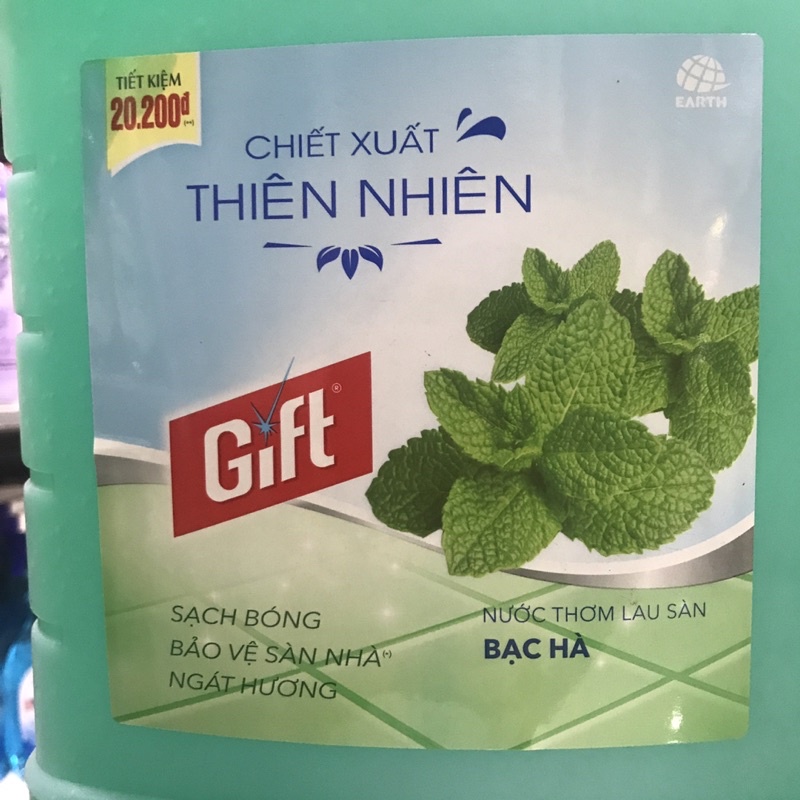 TIẾT KIỆM
20.200đ
(**)
EARTH
CHIẾT XUẤT
THIÊN NHIÊN
Gift®
SẠCH BÓNG
BẢO VỆ SÀN NHÀ(*)
NGÁT HƯƠNG
NƯỚC THƠM LAU SÀN
BẠC HÀ